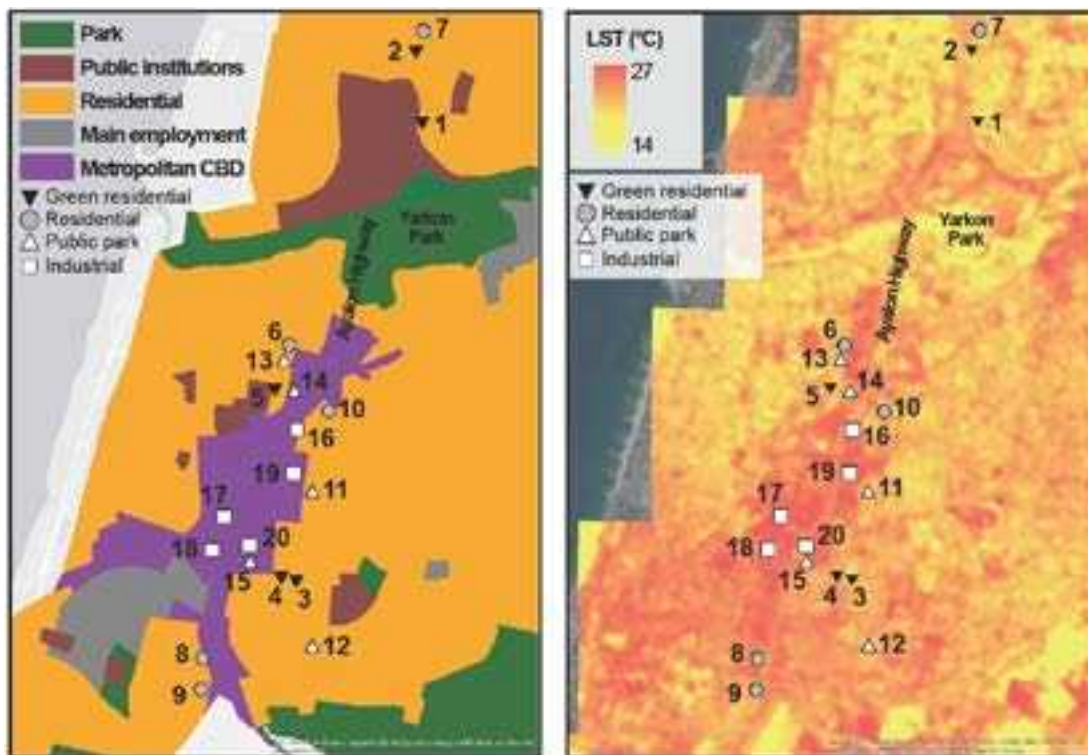 Park
Public institutions
Residential
Main employment
Metropolitan CBD
Green residential
Residential
Public park
Industrial
7
2
1
Yarkon
Park
Ayalon Highway
6
13
14
5
10
16
19
11
17
20
18
15
4
3
12
8
9
LST (°C)
27
14
Green residential
Residential
Public park
Industrial
7
2
1
Yarkon
Park
Ayalon Highway
6
13
14
5
10
16
19
11
17
20
18
15
4
3
12
8
9